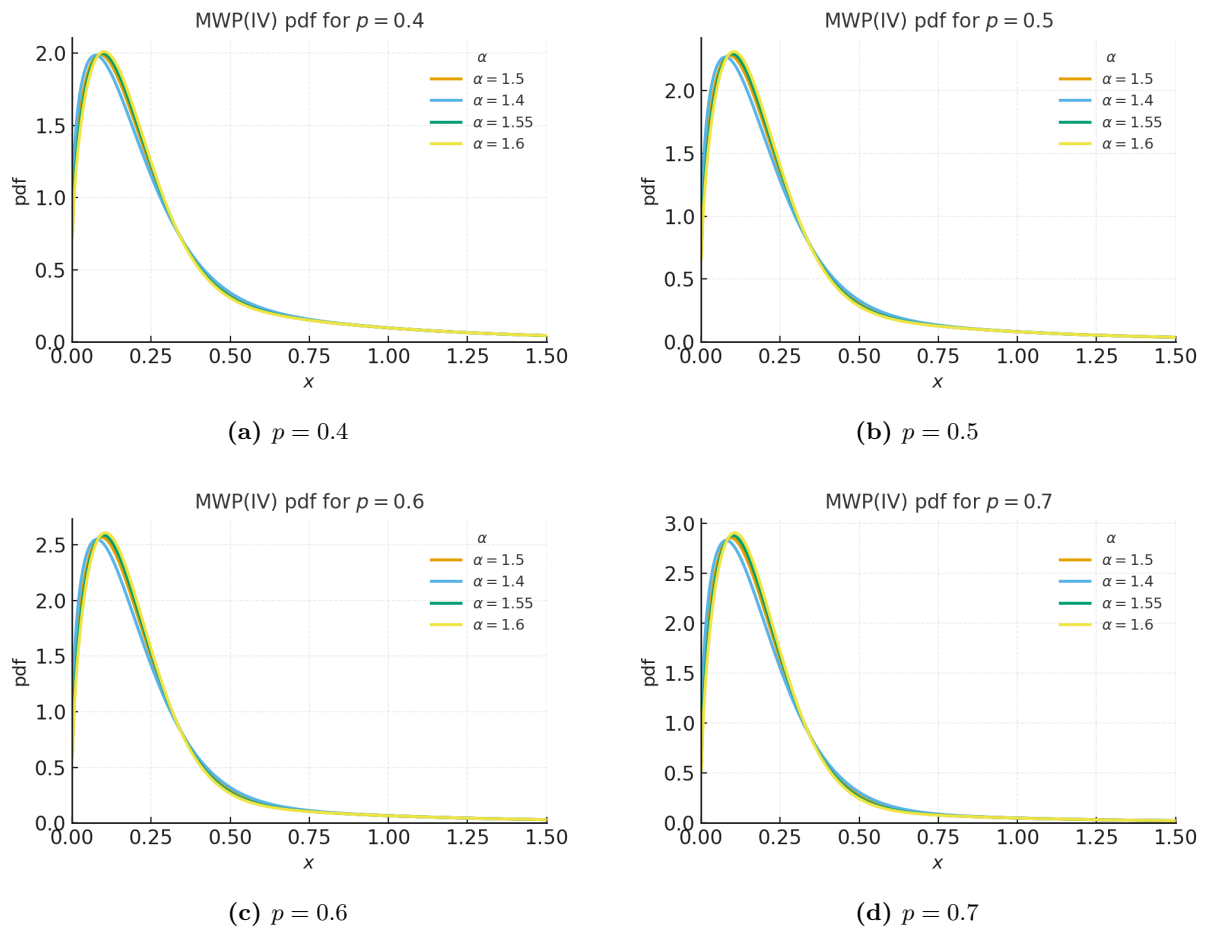 MWP(IV) pdf for p = 0.4
pdf
2.0
1.5
1.0
0.5
0.0
α
α = 1.5
α = 1.4
α = 1.55
α = 1.6
0.00 0.25 0.50 0.75 1.00 1.25 1.50
x
(a) p = 0.4
MWP(IV) pdf for p = 0.5
pdf
2.0
1.5
1.0
0.5
0.0
α
α = 1.5
α = 1.4
α = 1.55
α = 1.6
0.00 0.25 0.50 0.75 1.00 1.25 1.50
x
(b) p = 0.5
MWP(IV) pdf for p = 0.6
pdf
2.5
2.0
1.5
1.0
0.5
0.0
α
α = 1.5
α = 1.4
α = 1.55
α = 1.6
0.00 0.25 0.50 0.75 1.00 1.25 1.50
x
(c) p = 0.6
MWP(IV) pdf for p = 0.7
pdf
3.0
2.5
2.0
1.5
1.0
0.5
0.0
α
α = 1.5
α = 1.4
α = 1.55
α = 1.6
0.00 0.25 0.50 0.75 1.00 1.25 1.50
x
(d) p = 0.7